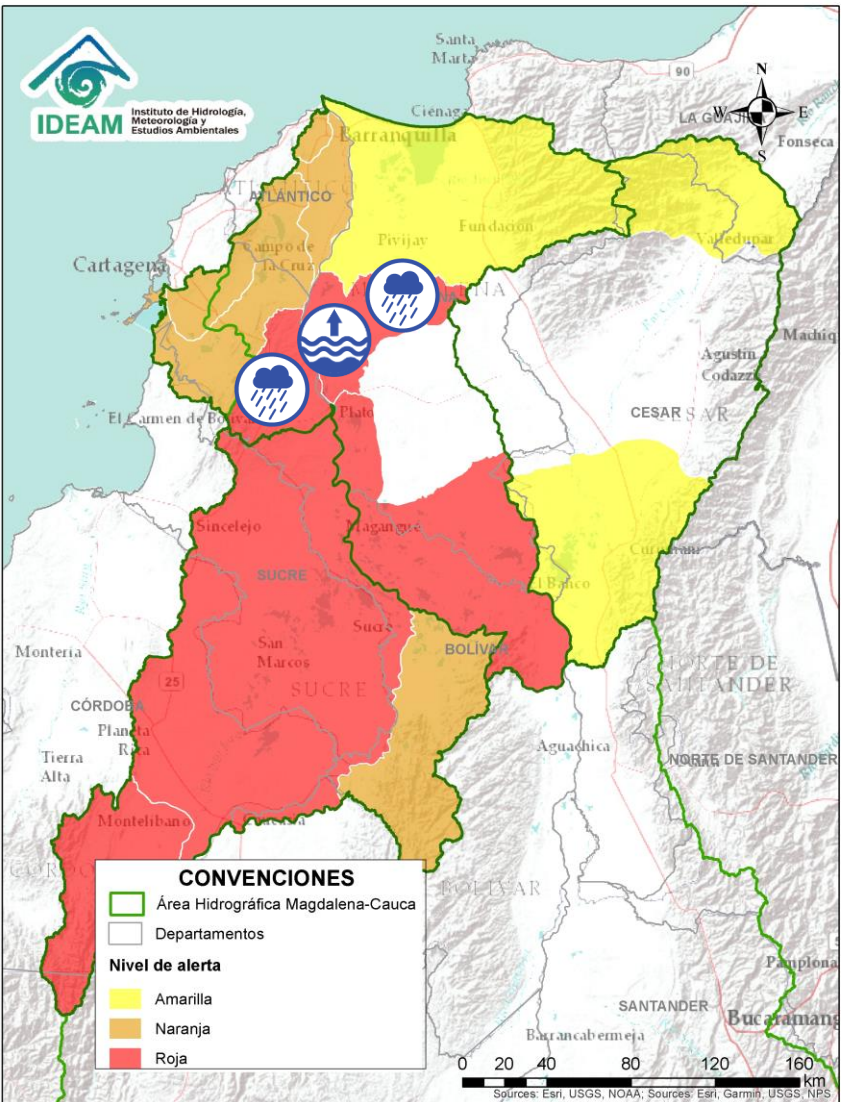 IDEAM
Instituto de Hidrología,
Meteorología y
Estudios Ambientales
Santa
Marta
90
N
W
E
S
LA GUAJIRA
Ciénaga
Barranquilla
Fonseca
ATLÁNTICO
Fundación
Pivijay
Valledupar
Campo de
la Cruz
Cartagena
Agustín
Codazzi
CESAR
CESAR
Plato
El Carmen de Bolívar
Sincelejo
Magangué
Curumaní
El Banco
SUCRE
Sucre
San
Marcos
SUCRE
BOLÍVAR
Montería
25
CÓRDOBA
Planeta
Rica
Tierra
Alta
NORTE DE
SANTANDER
Aguachica
NORTE DE SANTANDER
Montelíbano
BOLÍVAR
Pamplona
SANTANDER
Bucaramang
Barrancabermeja
CONVENCIONES
Área Hidrográfica Magdalena-Cauca
Departamentos
Nivel de alerta
Amarilla
Naranja
Roja
0 20 40 80 120 160
km
Sources: Esri, USGS, NOAA; Sources: Esri, Garmin, USGS, NPS